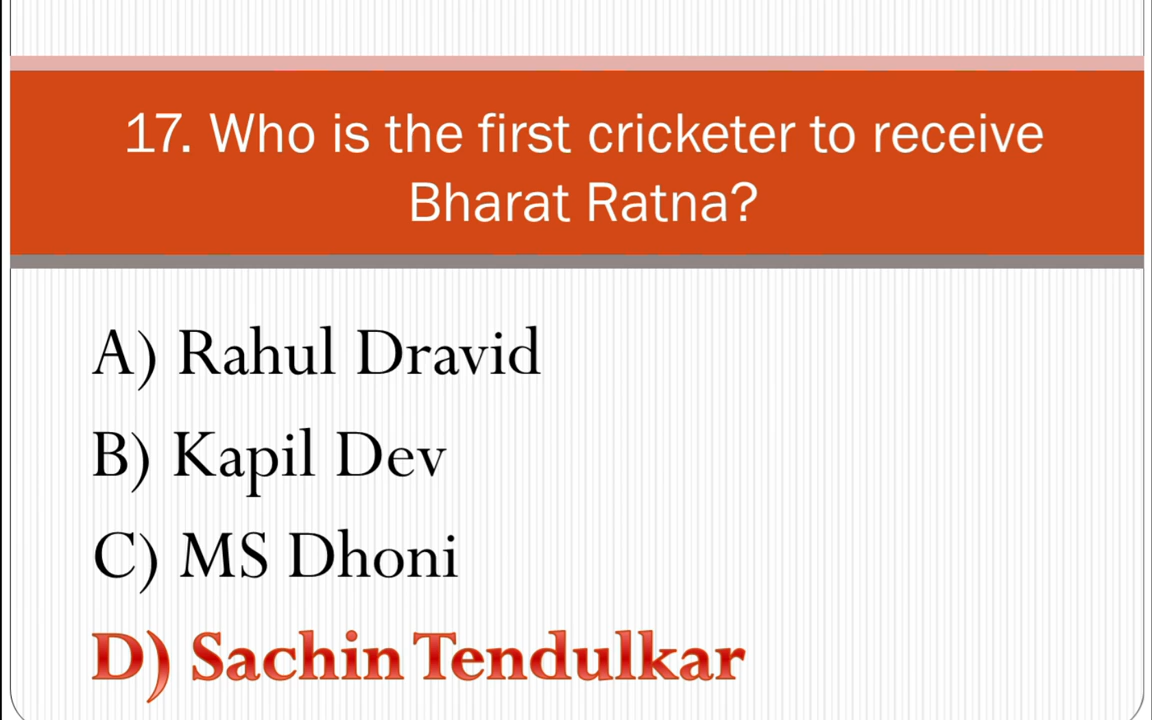 17. Who is the first cricketer to receive
Bharat Ratna?
A) Rahul Dravid
B) Kapil Dev
C) MS Dhoni
D) Sachin Tendulkar